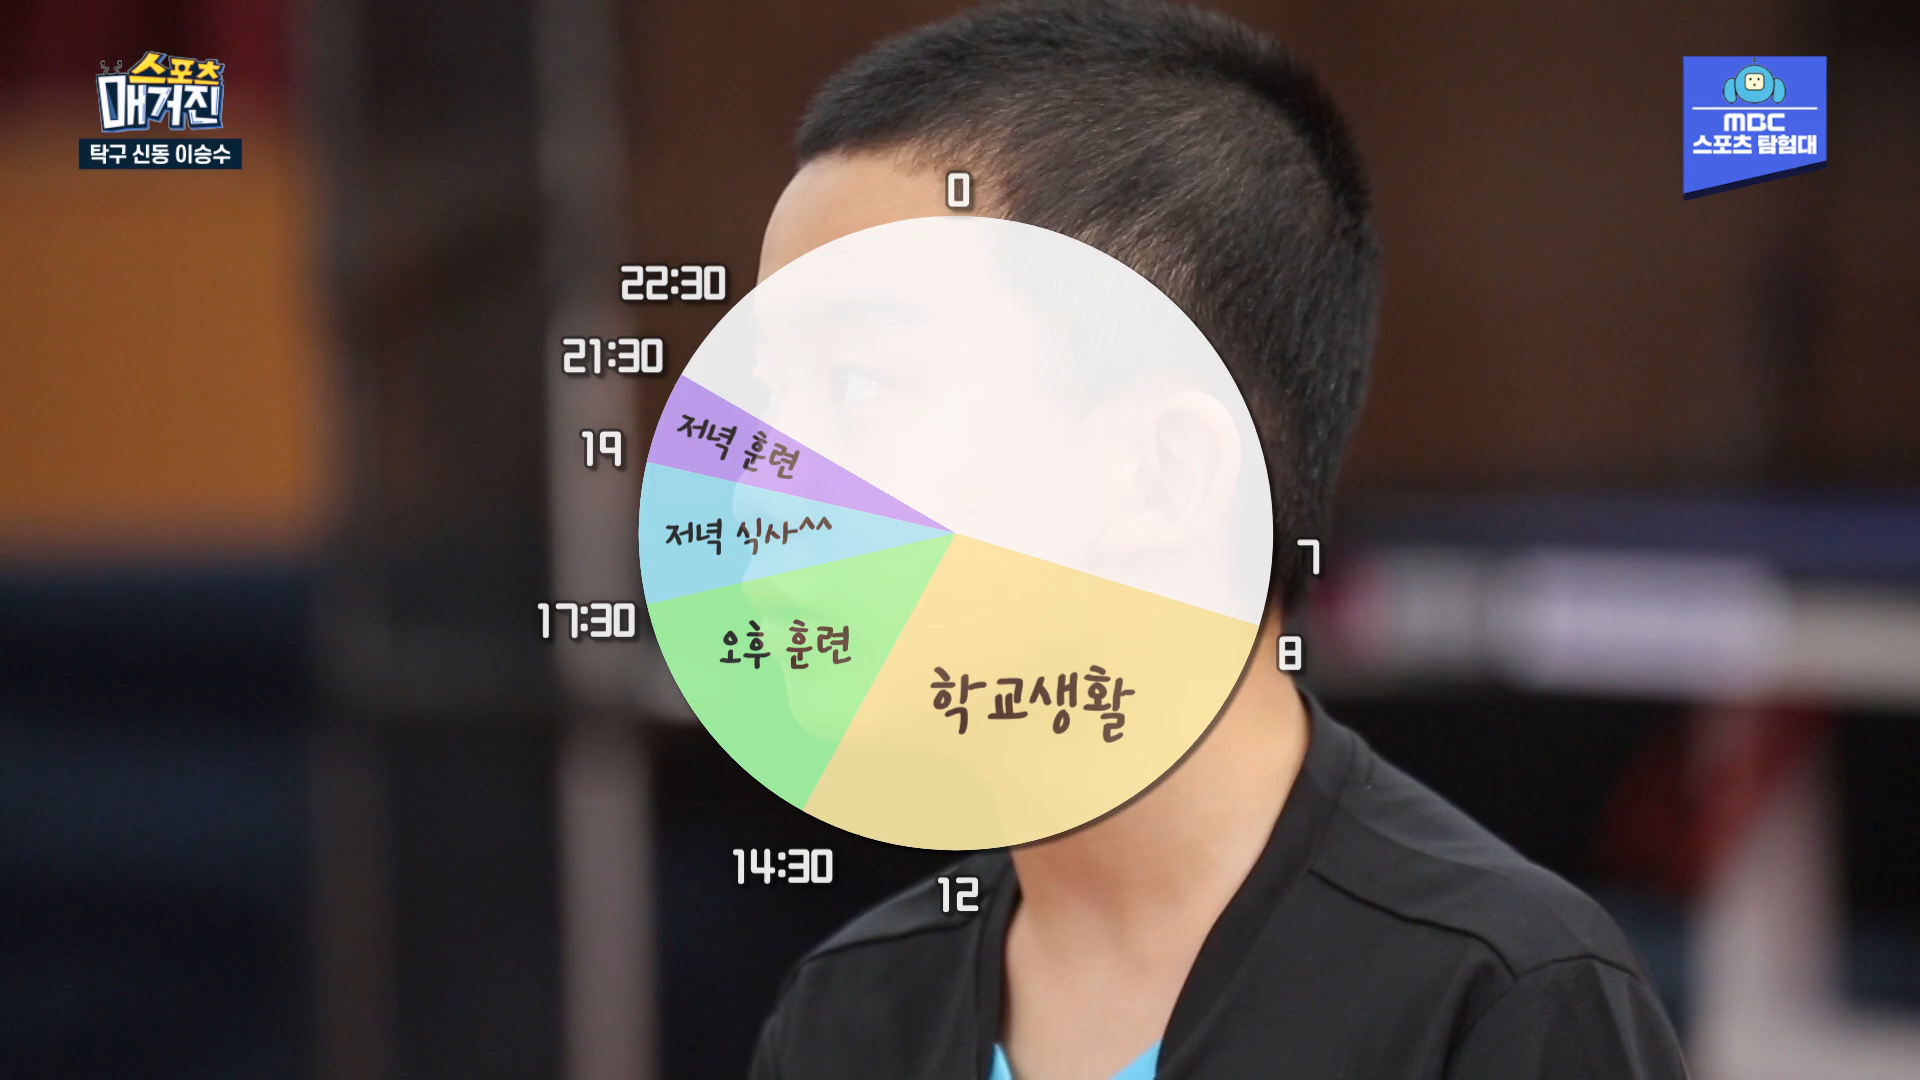 스포츠
매거진
탁구 신동 이승수
MBC
스포츠 탐험대
0
22:30
21:30
19
17:30
14:30
12
8
7
저녁 훈련
저녁 식사^^
오후 훈련
학교생활